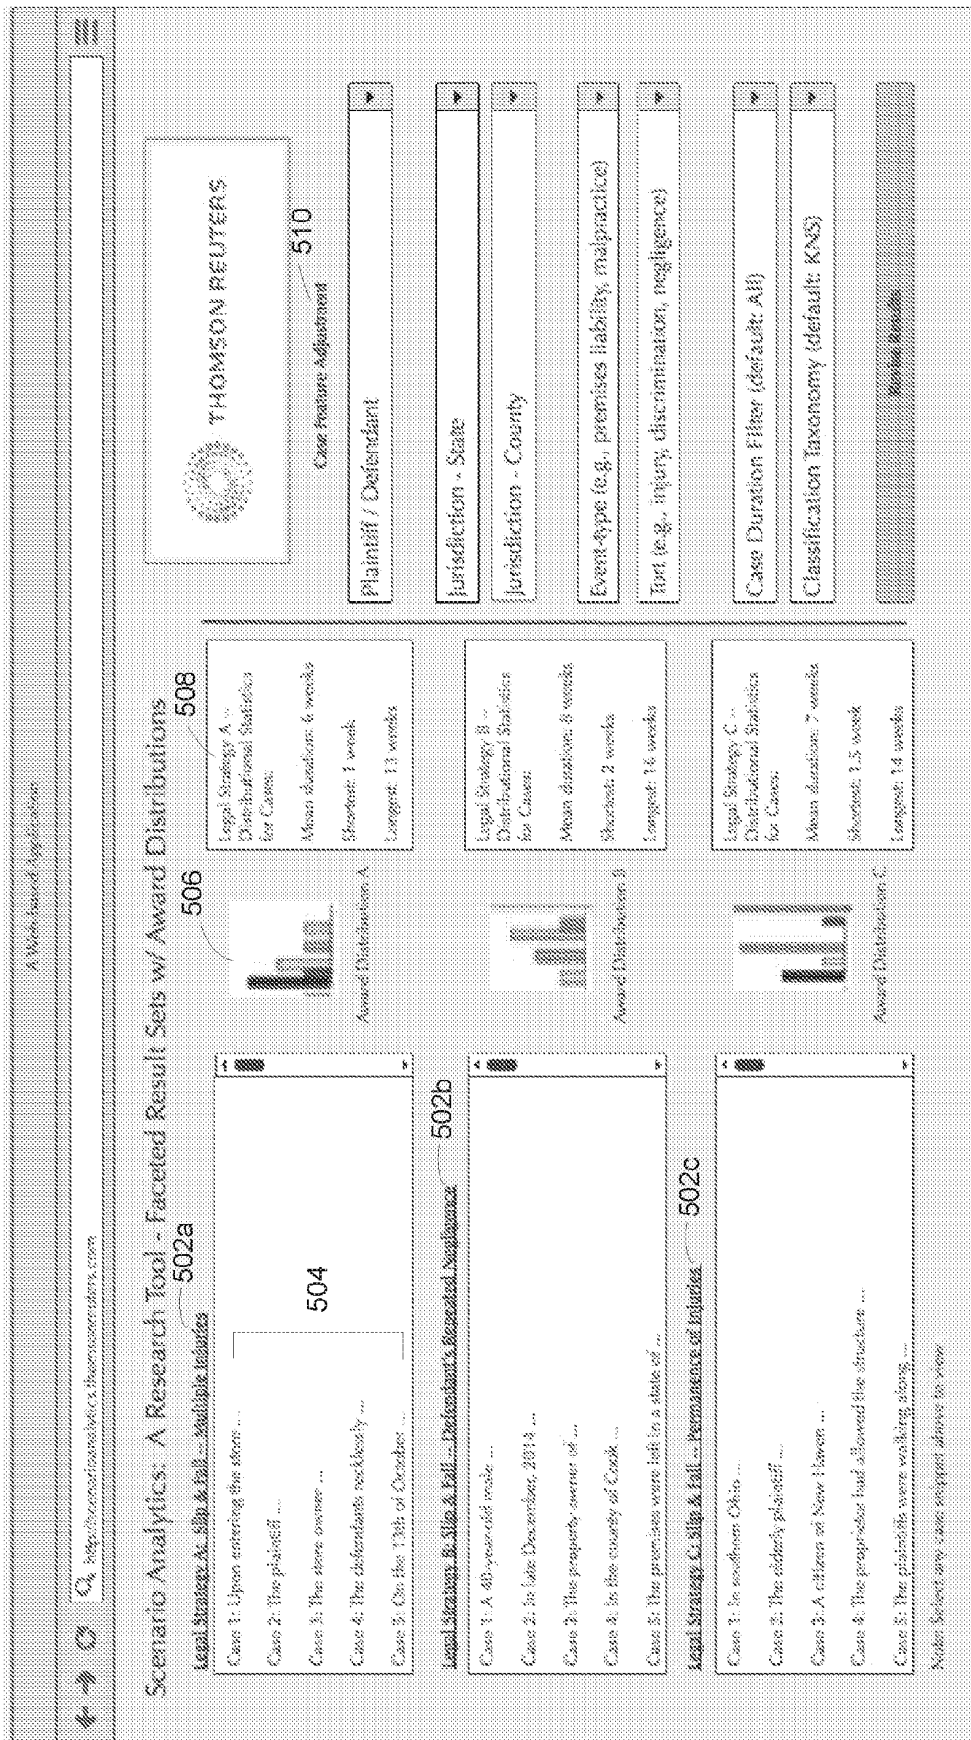 A Web-based Application
http://scenarioanalytics.thomsonreuters.com
Scenario Analytics: A Research Tool - Faceted Result Sets w/ Award Distributions
Legal Strategy A: Slip & Fall - Multiple Injuries
502a
Case 1: Upon entering the store ...
Case 2: The plaintiff ...
Case 3: The store owner ...
Case 4: The defendants recklessly ...
Case 5: On the 13th of October ...
504
506
Award Distribution A
508
Legal Strategy A --
Distributional Statistics
for Cases:
Mean duration: 6 weeks
Shortest: 1 week
Longest: 13 weeks
Legal Strategy B: Slip & Fall - Defendant's Repeated Negligence
502b
Case 1: A 40-year-old male ...
Case 2: In late December, 2014 ...
Case 3: The property owner of ...
Case 4: In the county of Cook ...
Case 5: The premises were left in a state of ...
Award Distribution B
Legal Strategy B --
Distributional Statistics
for Cases:
Mean duration: 8 weeks
Shortest: 2 weeks
Longest: 16 weeks
Legal Strategy C: Slip & Fall - Permanence of Injuries
502c
Case 1: In southern Ohio ...
Case 2: The elderly plaintiff ...
Case 3: A citizen of New Haven ...
Case 4: The proprietor had allowed the structure ...
Case 5: The plaintiffs were walking along ...
Award Distribution C
Legal Strategy C --
Distributional Statistics
for Cases:
Mean duration: 7 weeks
Shortest: 1.5 week
Longest: 14 weeks
Note: Select any case snippet above to view
THOMSON REUTERS
Case Feature Adjustment
510
Plaintiff / Defendant
Jurisdiction - State
Jurisdiction - County
Event-type (e.g., premises liability, malpractice)
Tort (e.g., injury, discrimination, negligence)
Case Duration Filter (default: All)
Classification Taxonomy (default: KNS)
Revise Results